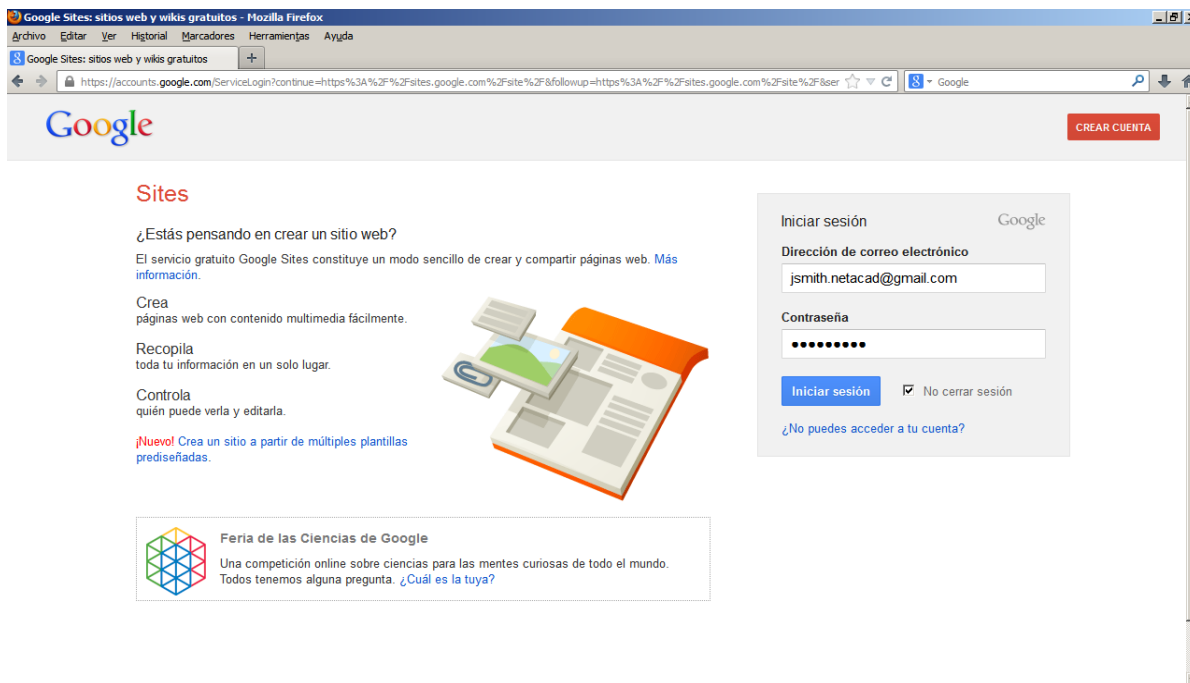 Google Sites: sitios web y wikis gratuitos - Mozilla Firefox
Archivo Editar Ver Historial Marcadores Herramientas Ayuda
Google Sites: sitios web y wikis gratuitos
https://accounts.google.com/ServiceLogin?continue=https%3A%2F%2Fsites.google.com%2Fsite%2F&followup=https%3A%2F%2Fsites.google.com%2Fsite%2F&ser
Google
Google
CREAR CUENTA
Sites
¿Estás pensando en crear un sitio web?
El servicio gratuito Google Sites constituye un modo sencillo de crear y compartir páginas web. Más
información.
Crea
páginas web con contenido multimedia fácilmente.
Recopila
toda tu información en un solo lugar.
Controla
quién puede verla y editarla.
¡Nuevo! Crea un sitio a partir de múltiples plantillas
prediseñadas.
Iniciar sesión Google
Dirección de correo electrónico
jsmith.netacad@gmail.com
Contraseña
●●●●●●●●●
Iniciar sesión No cerrar sesión
¿No puedes acceder a tu cuenta?
Feria de las Ciencias de Google
Una competición online sobre ciencias para las mentes curiosas de todo el mundo.
Todos tenemos alguna pregunta. ¿Cuál es la tuya?